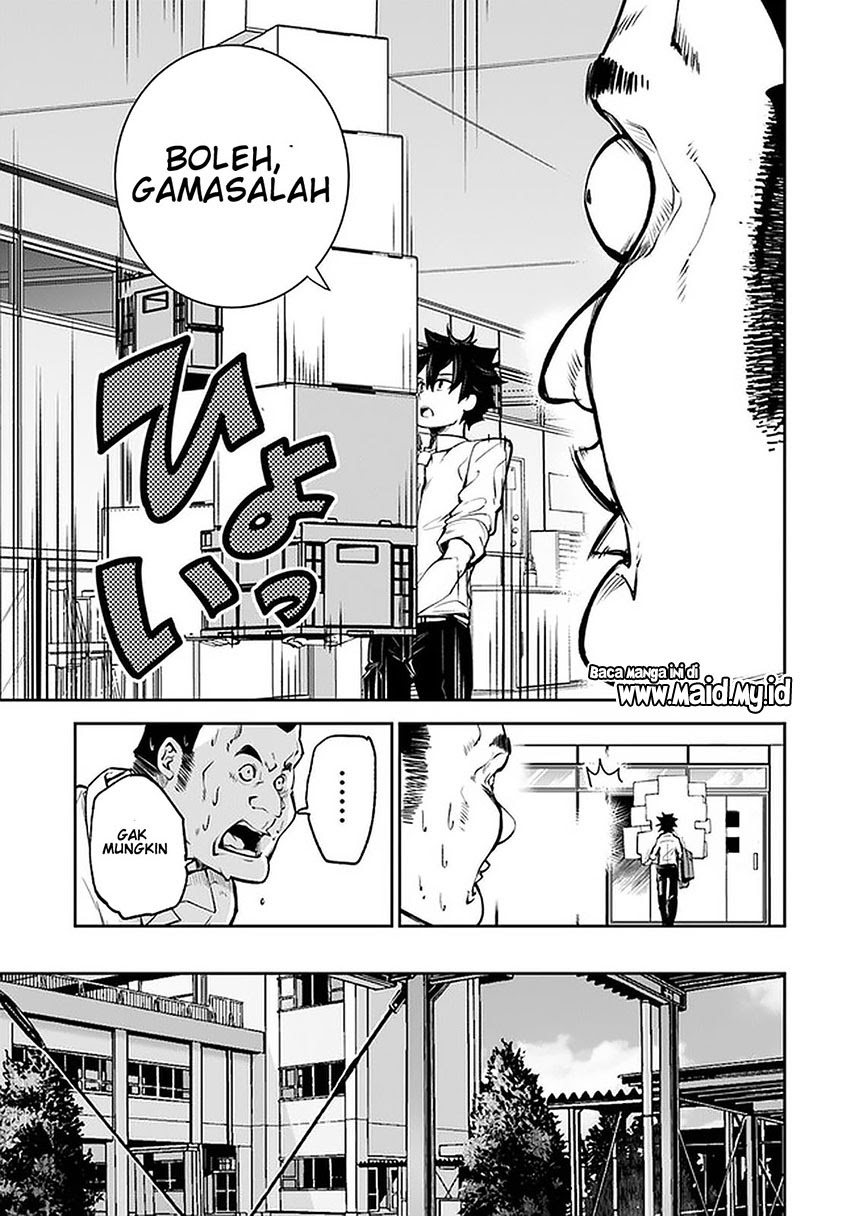 BOLEH,
GAMASALAH
ひょいっ
Baca Manga ini di
www.Maid.my.id
....
GAK
MUNGKIN